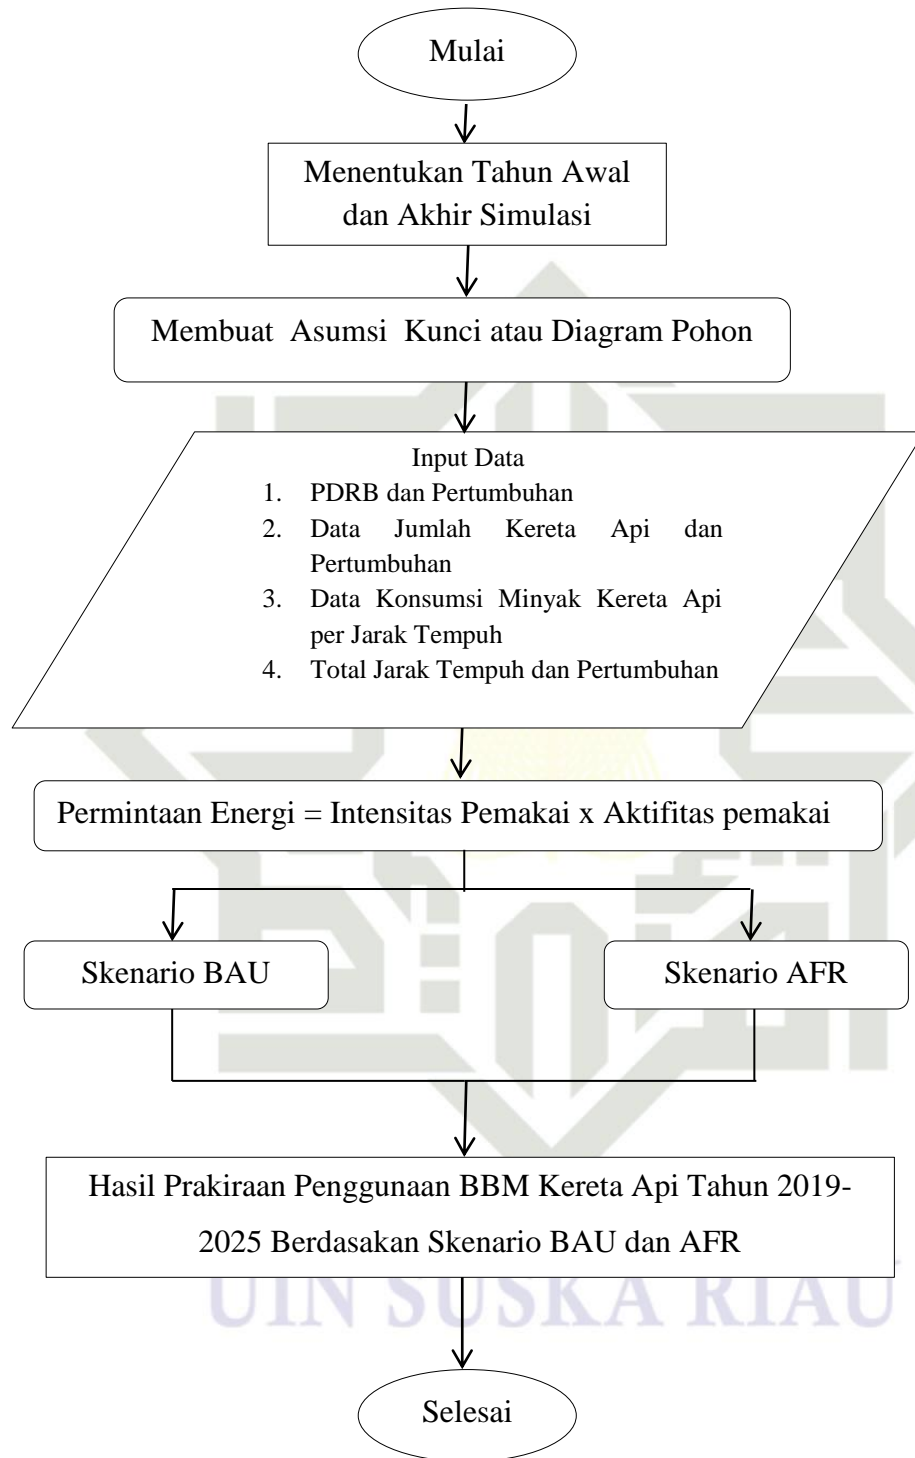 Mulai
Menentukan Tahun Awal
dan Akhir Simulasi
Membuat Asumsi Kunci atau Diagram Pohon
Input Data
1. PDRB dan Pertumbuhan
2. Data Jumlah Kereta Api dan
Pertumbuhan
3. Data Konsumsi Minyak Kereta Api
per Jarak Tempuh
4. Total Jarak Tempuh dan Pertumbuhan
Permintaan Energi = Intensitas Pemakai x Aktifitas pemakai
Skenario BAU
Skenario AFR
Hasil Prakiraan Penggunaan BBM Kereta Api Tahun 2019-
2025 Berdasakan Skenario BAU dan AFR
UIN SUSKA RIAU
Selesai